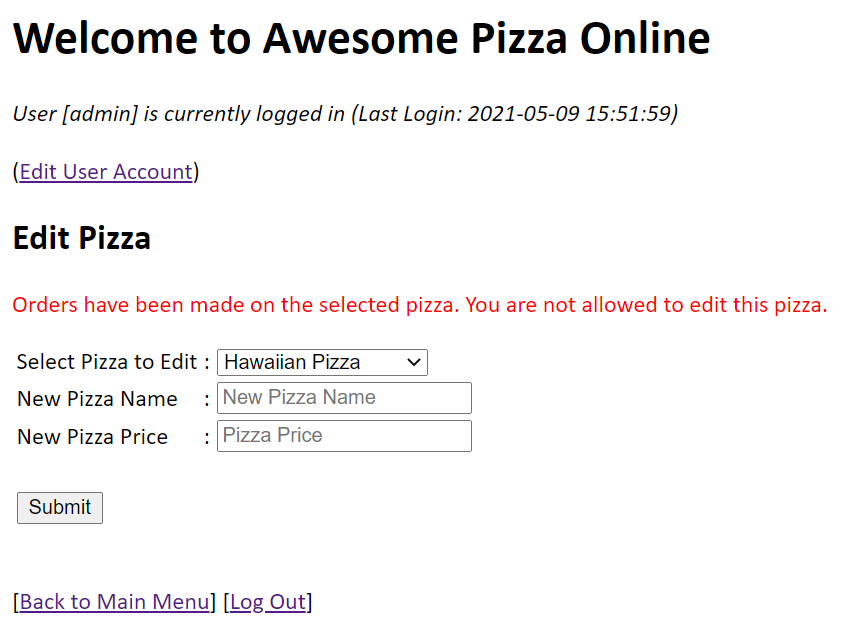 Welcome to Awesome Pizza Online
User [admin] is currently logged in (Last Login: 2021-05-09 15:51:59)
(Edit User Account)
Edit Pizza
Orders have been made on the selected pizza. You are not allowed to edit this pizza.
Select Pizza to Edit : Hawaiian Pizza
New Pizza Name : New Pizza Name
New Pizza Price : Pizza Price
Submit
[Back to Main Menu] [Log Out]